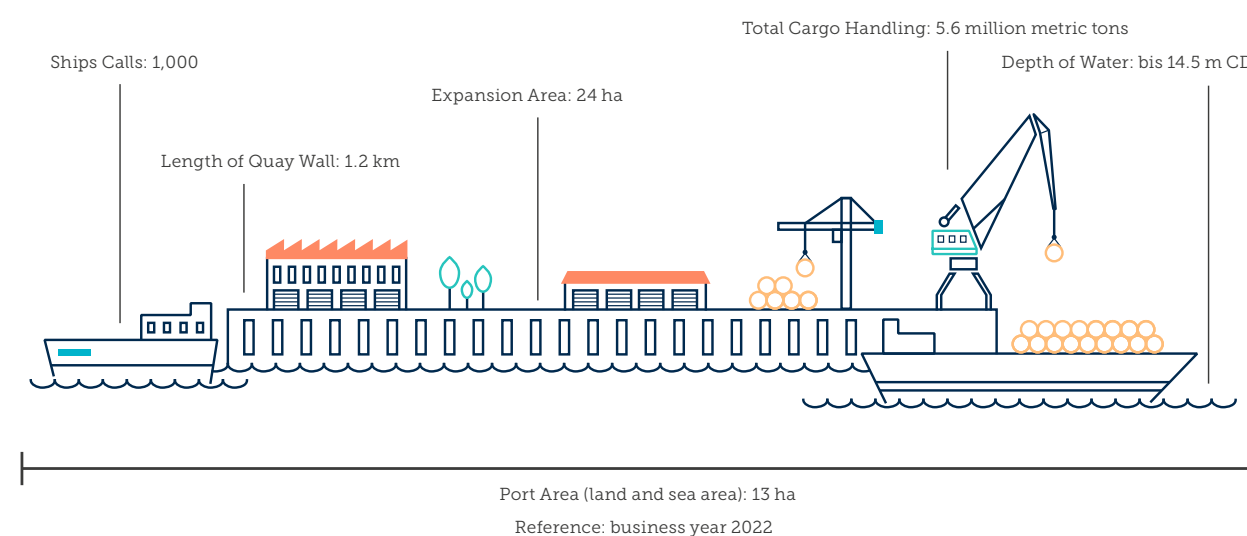 Total Cargo Handling: 5.6 million metric tons
Ships Calls: 1,000
Depth of Water: bis 14.5 m CD
Expansion Area: 24 ha
Length of Quay Wall: 1.2 km
Port Area (land and sea area): 13 ha
Reference: business year 2022